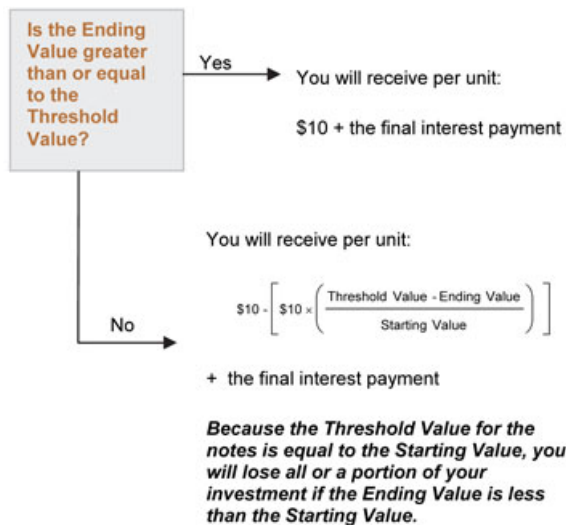 Is the Ending
Value greater
than or equal
to the
Threshold
Value?
Yes
You will receive per unit:
$10 + the final interest payment
You will receive per unit:
$10 - [ $10 × ( Threshold Value - Ending Value
Starting Value ) ]
No
+ the final interest payment
Because the Threshold Value for the
notes is equal to the Starting Value, you
will lose all or a portion of your
investment if the Ending Value is less
than the Starting Value.